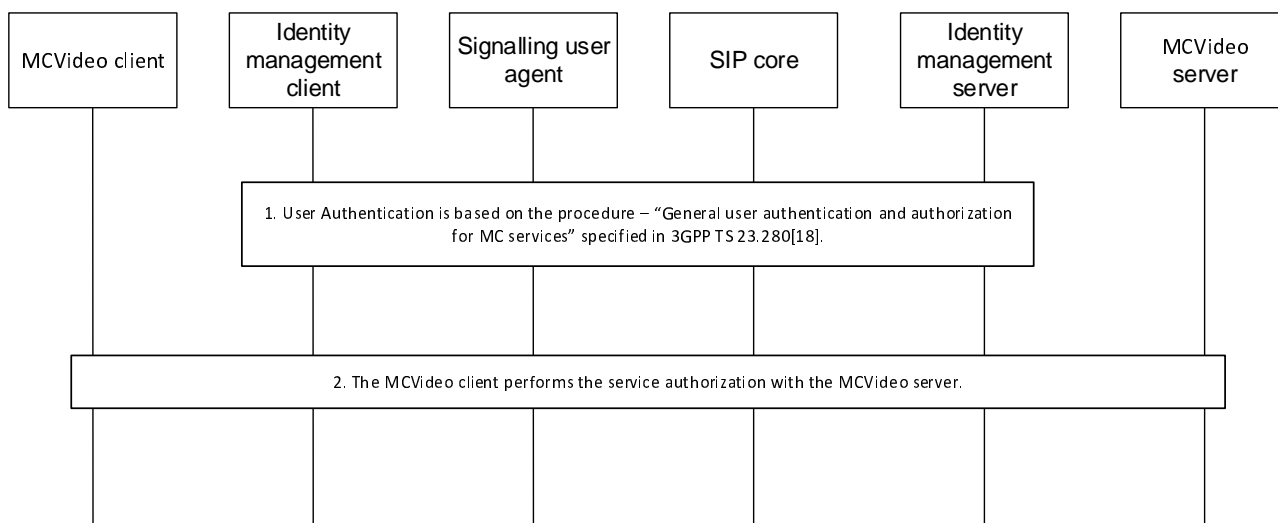 MCVideo client
Identity
management
client
Signalling user
agent
SIP core
Identity
management
server
MCVideo
server
1. User Authentication is based on the procedure – “General user authentication and authorization
for MC services” specified in 3GPP TS 23.280[18].
2. The MCVideo client performs the service authorization with the MCVideo server.